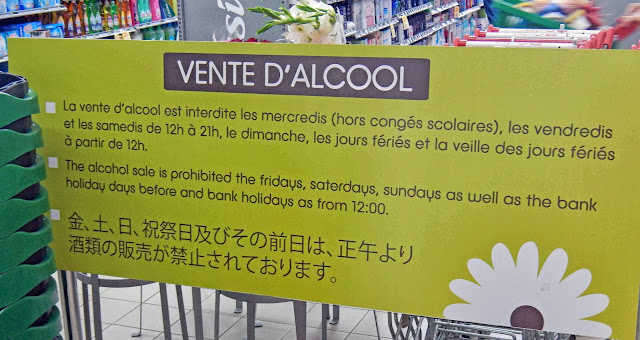 VENTE D'ALCOOL
La vente d'alcool est interdite les mercredis (hors congés scolaires), les vendredis
et les samedis de 12h à 21h, le dimanche, les jours fériés et la veille des jours fériés
à partir de 12h.
The alcohol sale is prohibited the fridays, saterdays, sundays as well as the bank
holiday days before and bank holidays as from 12:00.
金、土、日、祝祭日及びその前日は、正午より
酒類の販売が禁止されております。